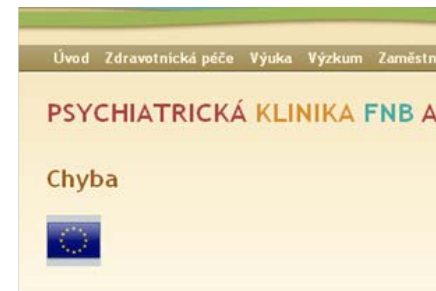 Úvod Zdravotnická péče Výuka Výzkum Zaměstn
PSYCHIATRICKÁ KLINIKA FNB A
Chyba